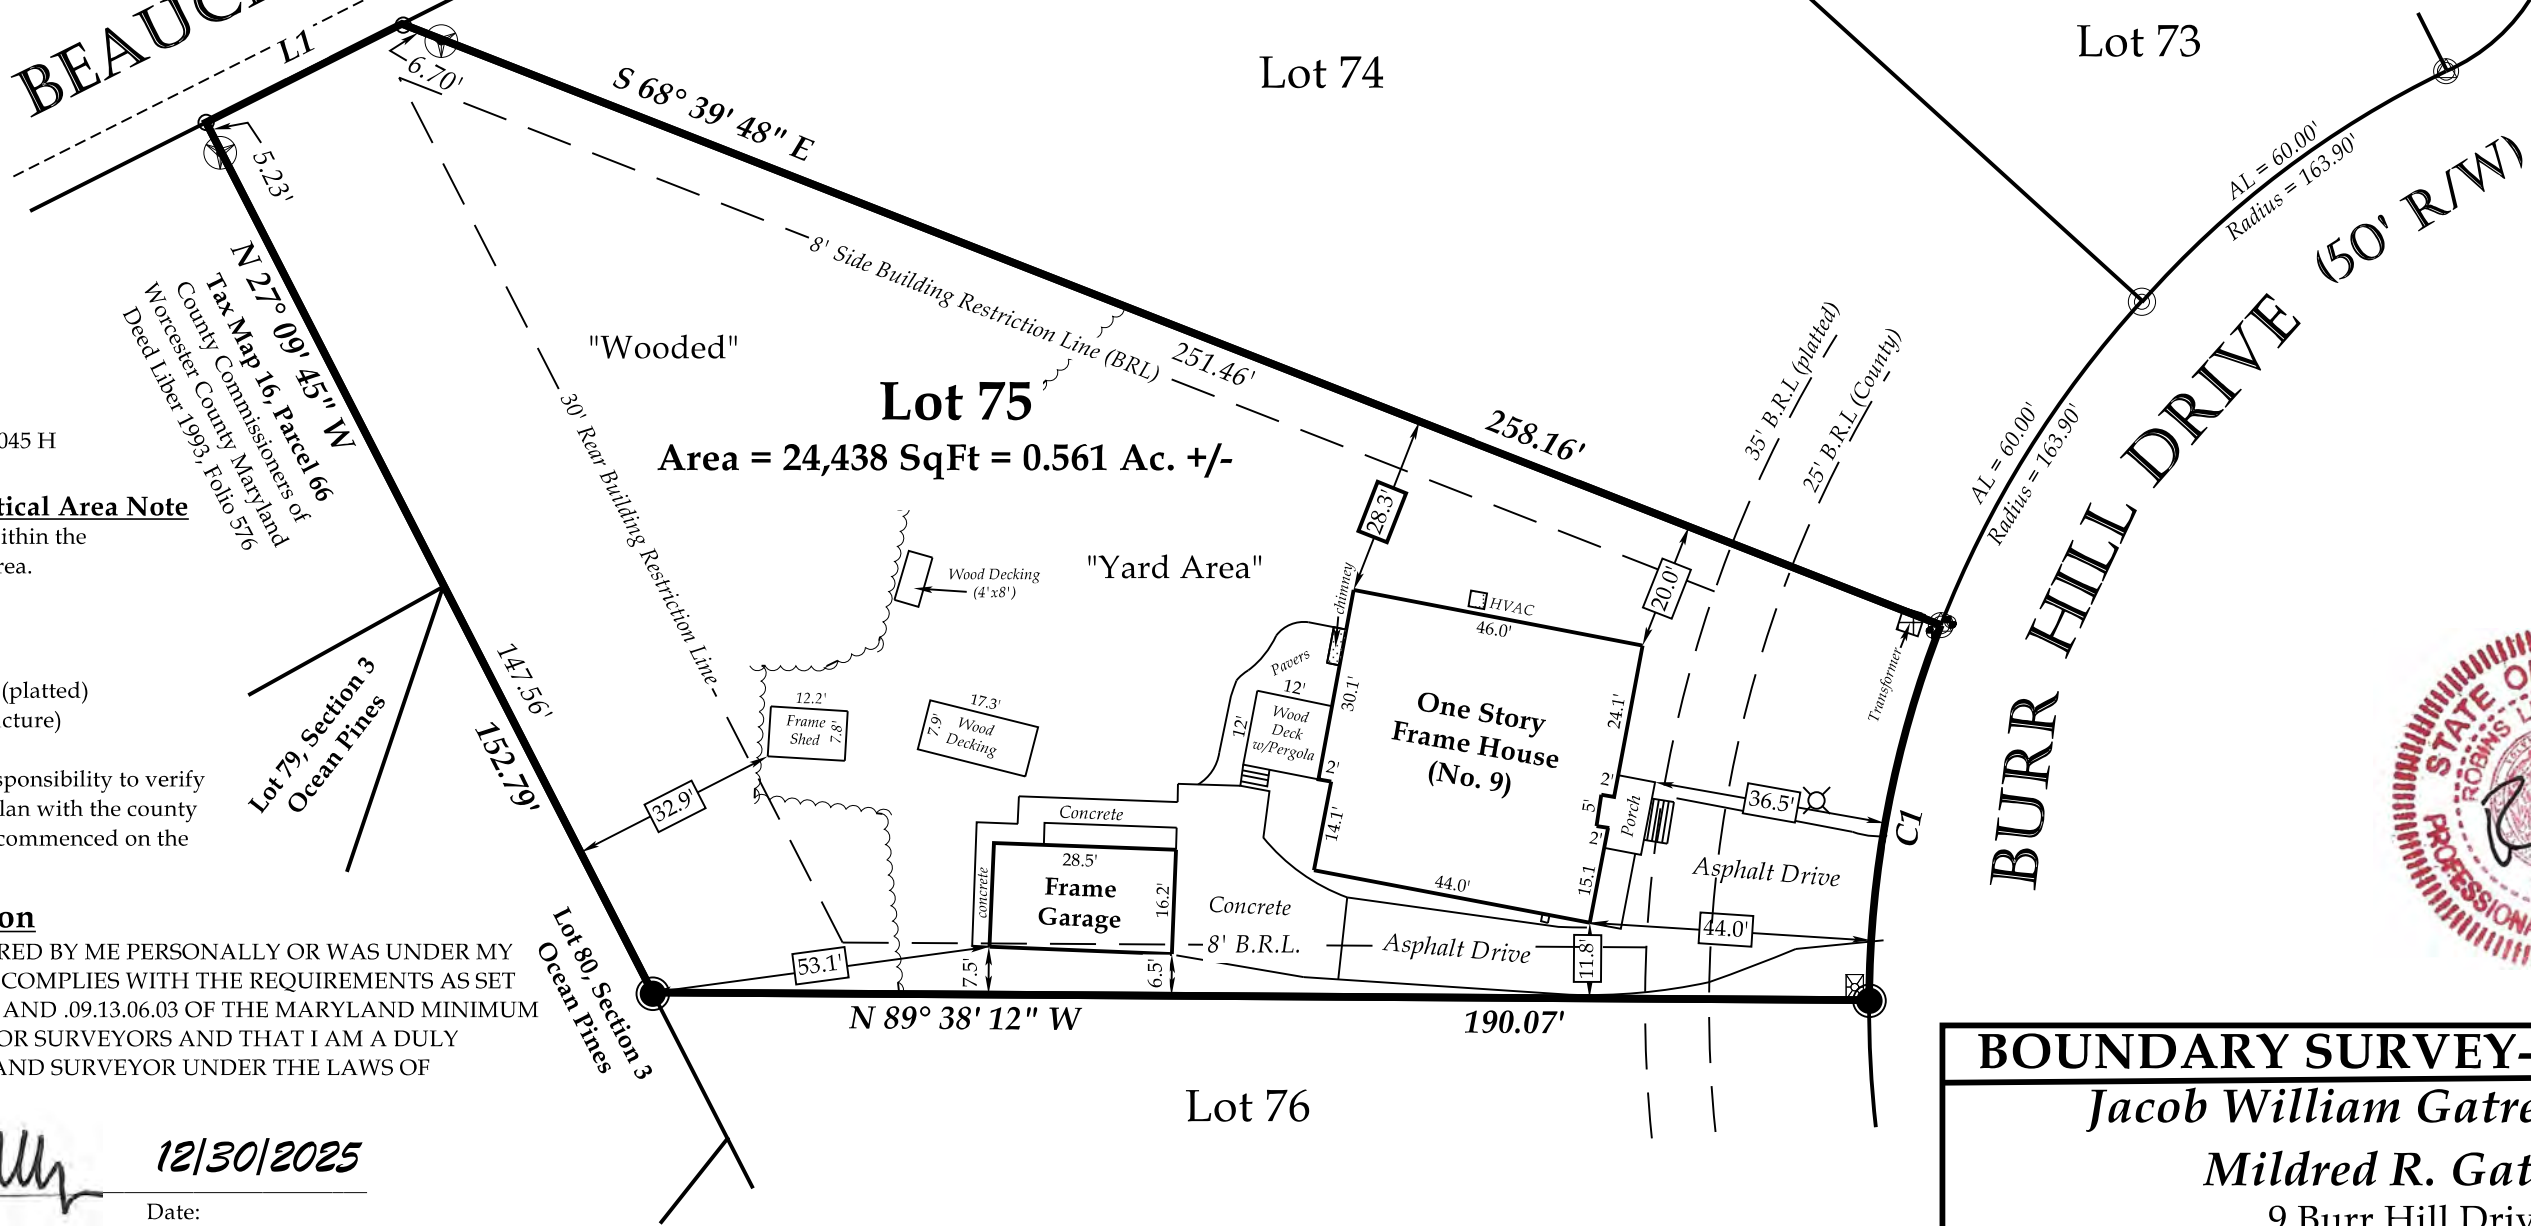 BEAUC
L1
6.70'
5.23'
S 68° 39' 48" E
Lot 74
Lot 73
AL = 60.00'
Radius = 163.90'
BURR HILL DRIVE (50' R/W)
AL = 60.00'
Radius = 163.90'
8' Side Building Restriction Line (BRL)
251.46'
258.16'
35' B.R.L (platted)
25' B.R.L (County)
"Wooded"
Lot 75
Area = 24,438 SqFt = 0.561 Ac. +/-
30' Rear Building Restriction Line
N 27° 09' 45" W
Tax Map 16, Parcel 66
County Commissioners of
Worcester County Maryland
Deed Liber 1993, Folio 576
045 H
tical Area Note
ithin the
rea.
(platted)
cture)
sponsibility to verify
lan with the county
commenced on the
on
RED BY ME PERSONALLY OR WAS UNDER MY
COMPLIES WITH THE REQUIREMENTS AS SET
AND .09.13.06.03 OF THE MARYLAND MINIMUM
OR SURVEYORS AND THAT I AM A DULY
AND SURVEYOR UNDER THE LAWS OF
12/30/2025
Date:
Lot 79, Section 3
Ocean Pines
147.56'
152.79'
Lot 80, Section 3
Ocean Pines
"Yard Area"
Wood Decking
(4'x8')
28.3'
20.0'
chimney
HVAC
46.0'
Pavers
12'
12'
Wood
Deck
w/Pergola
30.1'
2'
14.1'
One Story
Frame House
(No. 9)
24.1'
2'
5'
2'
15.1
44.0'
Porch
36.5'
Transformer
C1
Asphalt Drive
44.0'
12.2'
Frame
Shed
7.8'
17.3'
7.9'
Wood
Decking
32.9'
Concrete
concrete
28.5'
Frame
Garage
16.2'
Concrete
8' B.R.L.
Asphalt Drive
11.8'
53.1'
7.5'
6.5'
N 89° 38' 12" W
190.07'
Lot 76
STATE O
ROBINS
PROFESSIONA
BOUNDARY SURVEY-
Jacob William Gatre
Mildred R. Gat
9 Burr Hill Driv